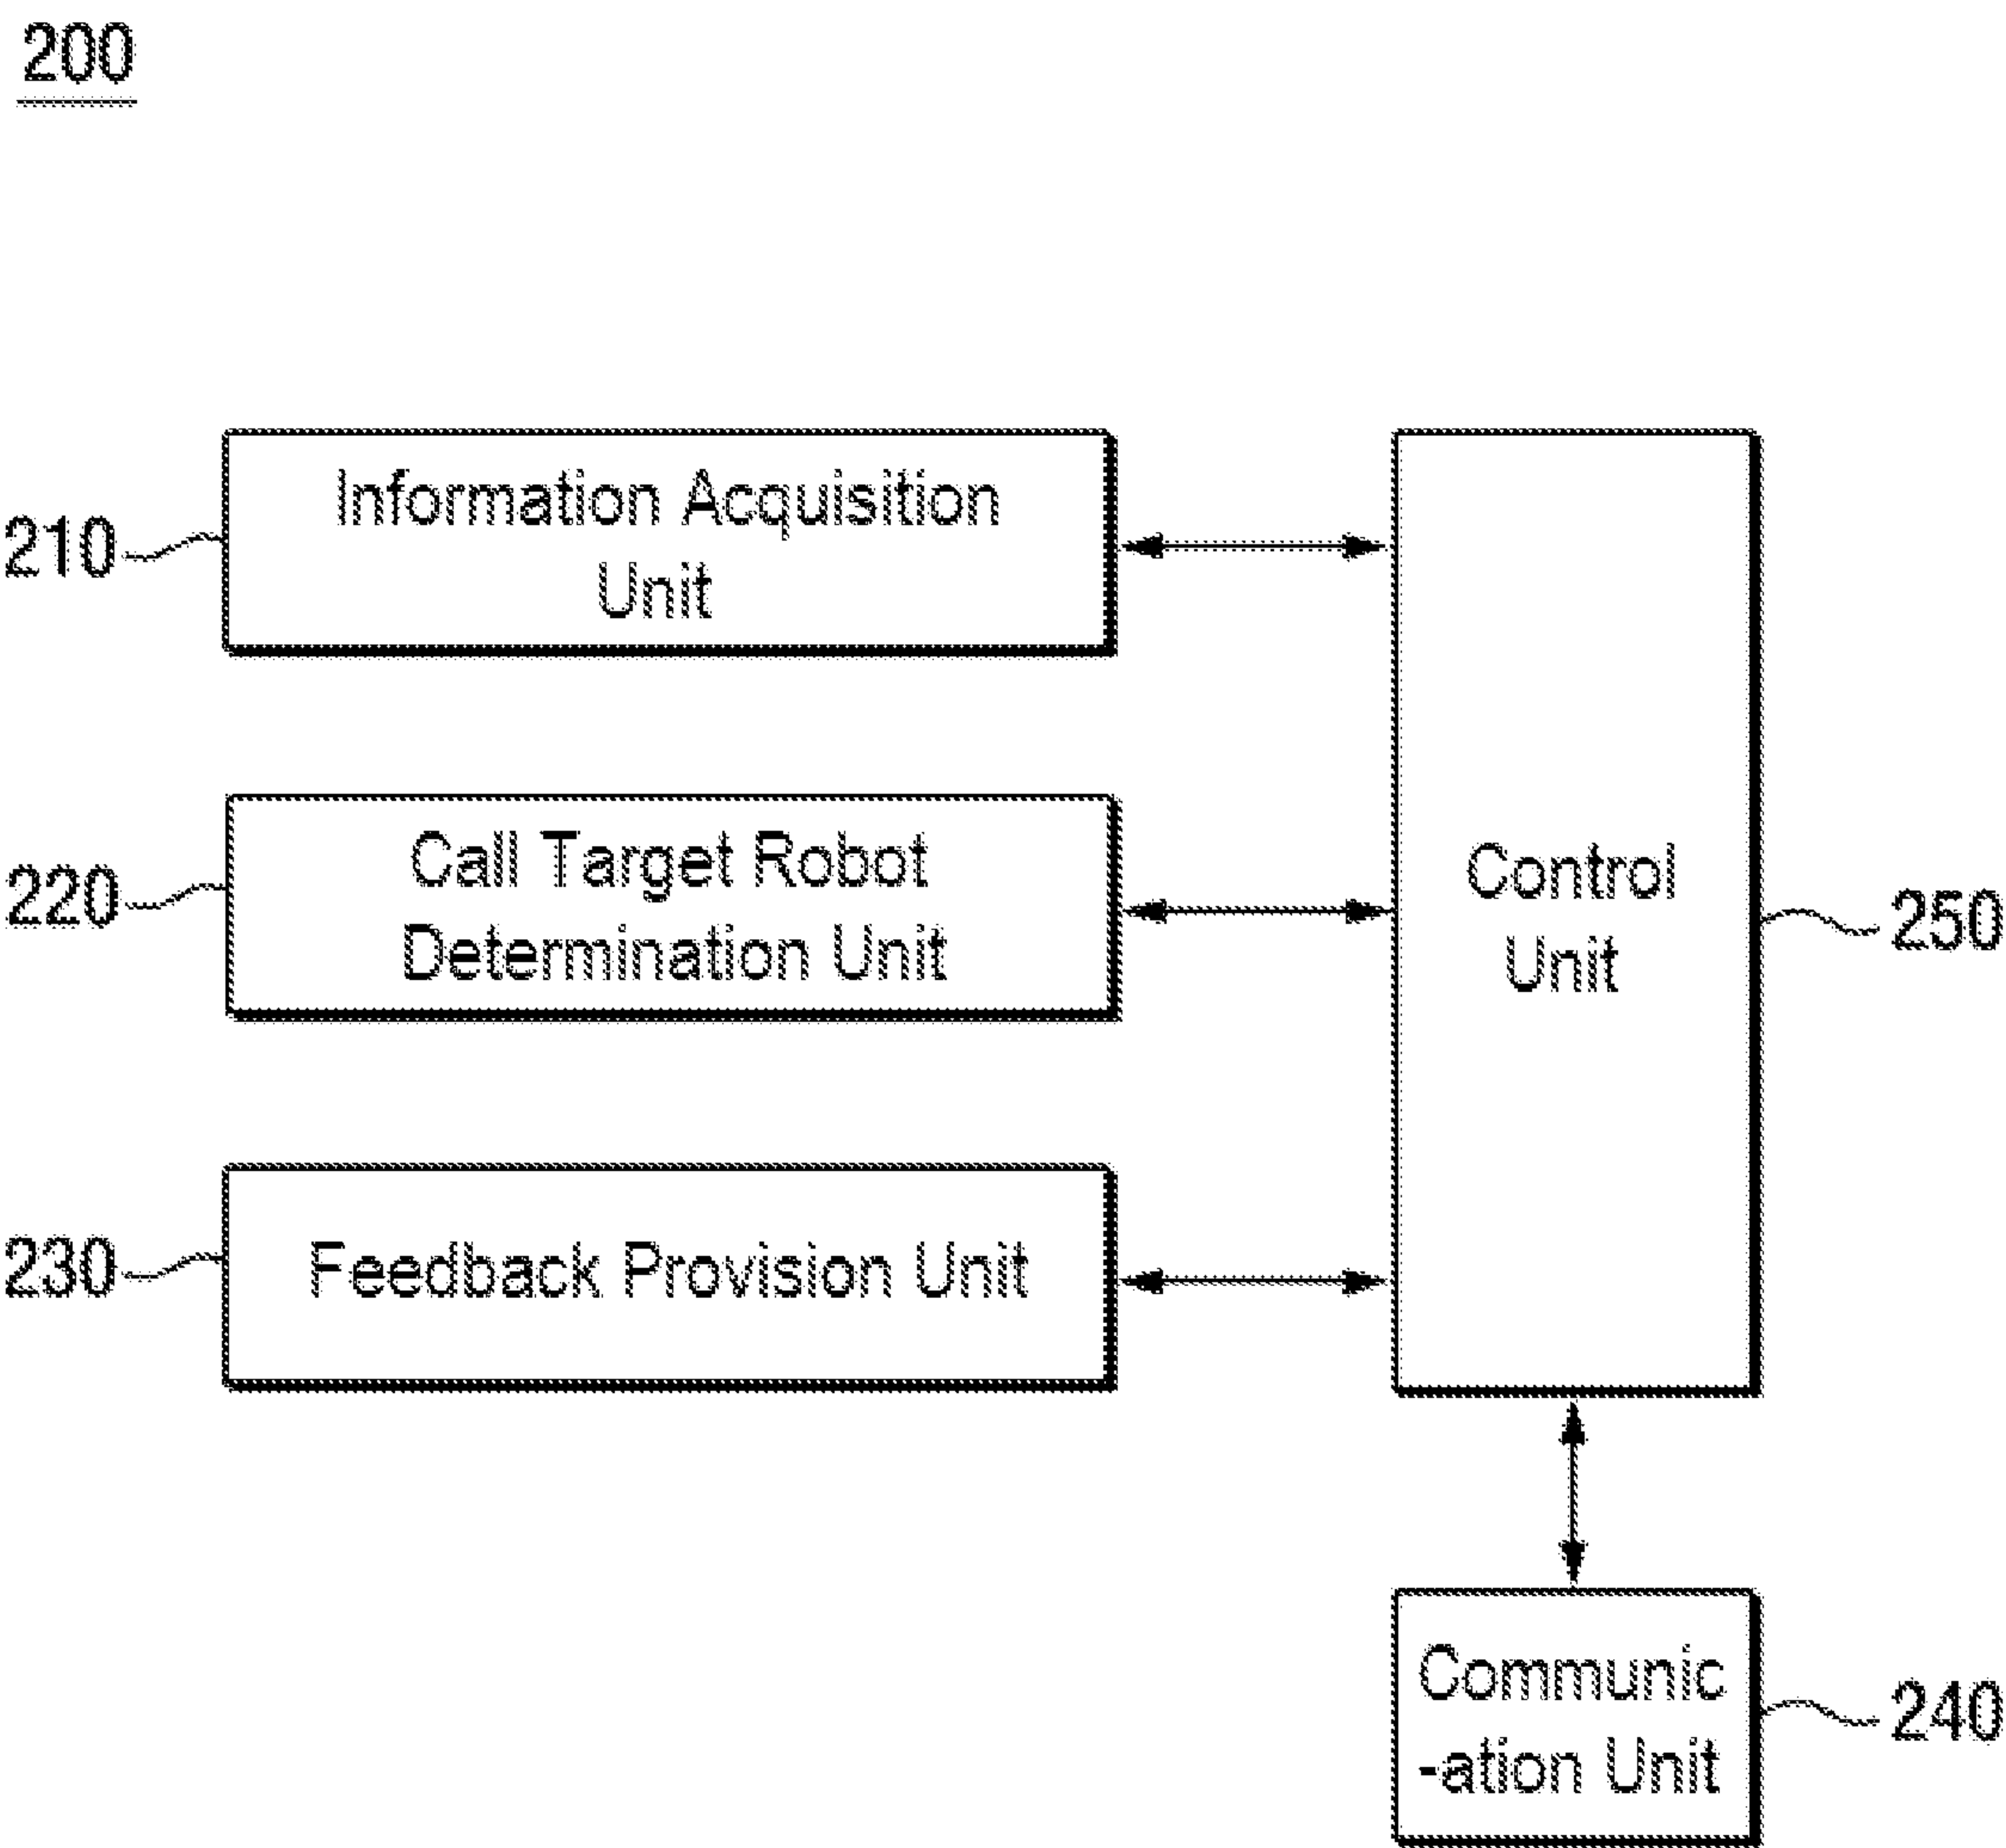 200
210
Information Acquisition
Unit
220
Call Target Robot
Determination Unit
230
Feedback Provision Unit
Control
Unit
250
Communic
-ation Unit
240